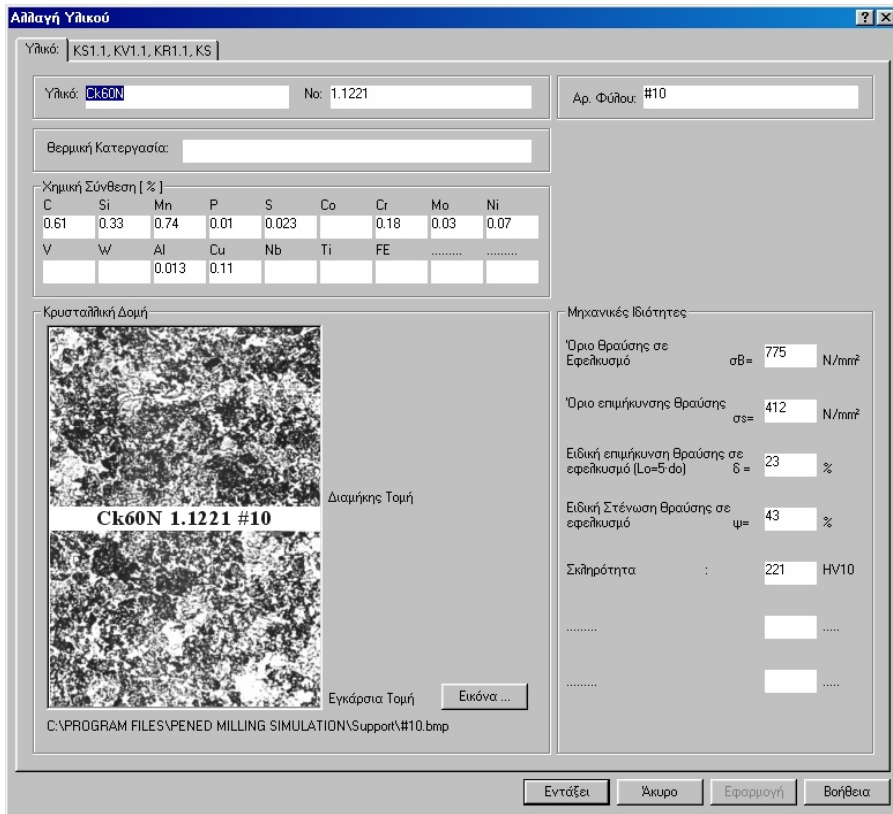 Αλλαγή Υλικού
Υλικό: KS1.1, KV1.1, KR1.1, KS
Υλικό: Ck60N No: 1.1221 Αρ. Φύλου: #10
Θερμική Κατεργασία:
Χημική Σύνθεση [ % ]
C Si Mn P S Co Cr Mo Ni
0.61 0.33 0.74 0.01 0.023 0.18 0.03 0.07
V W Al Cu Nb Ti FE ......... .........
0.013 0.11
Κρυσταλλική Δομή
Διαμήκης Τομή
Ck60N 1.1221 #10
Εγκάρσια Τομή Εικόνα ...
C:\PROGRAM FILES\PENED MILLING SIMULATION\Support\#10.bmp
Μηχανικές Ιδιότητες
Όριο θραύσης σε
Εφελκυσμό σB= 775 N/mm²
Όριο επιμήκυνσης θραύσης
σs= 412 N/mm²
Ειδική επιμήκυνση θραύσης σε
εφελκυσμό (Lo=5·do) δ = 23 %
Ειδική Στένωση θραύσης σε
εφελκυσμό ψ= 43 %
Σκληρότητα : 221 HV10
......... .....
......... .....
Εντάξει Άκυρο Εφαρμογή Βοήθεια